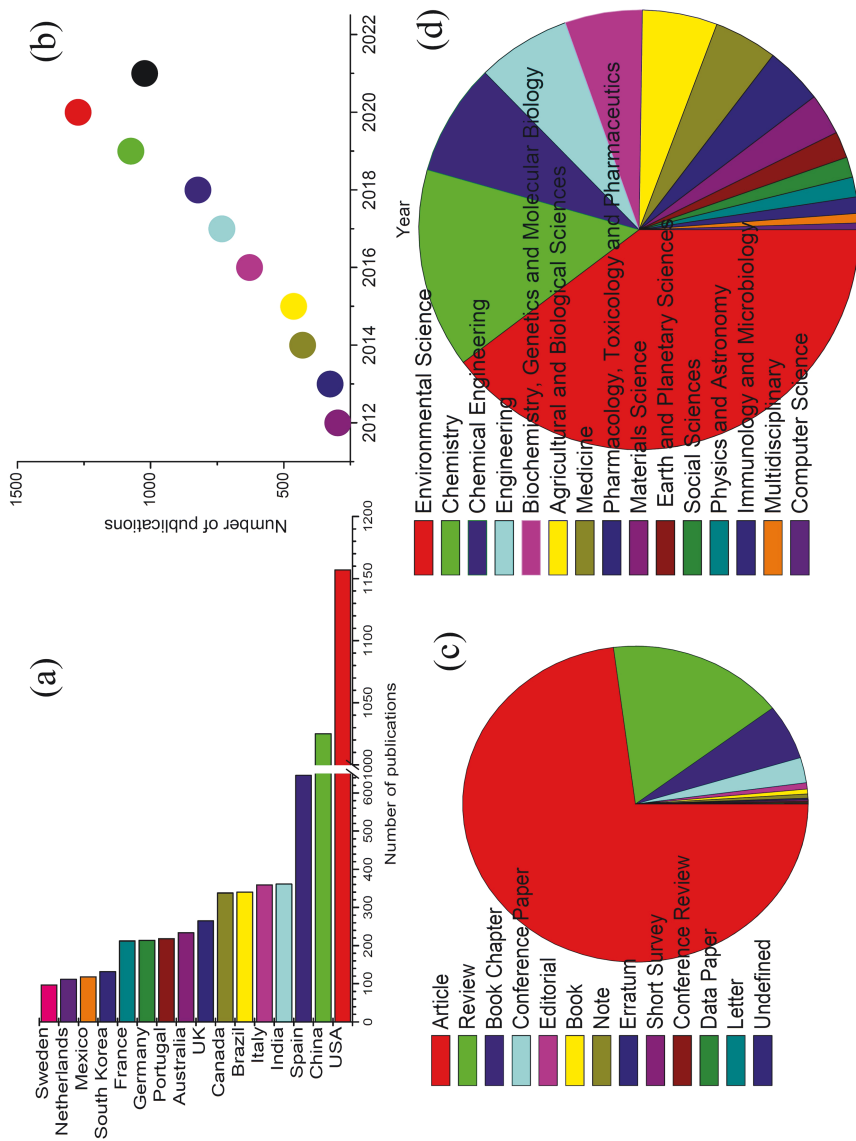 (a)
Sweden
Netherlands
Mexico
South Korea
France
Germany
Portugal
Australia
UK
Canada
Brazil
Italy
India
Spain
China
USA
0 100 200 300 400 500 600 1000 1050 1100 1150 1200
Number of publications
(b)
1500
1000
500
Number of publications
2012 2014 2016 2018 2020 2022
Year
(c)
Article
Review
Book Chapter
Conference Paper
Editorial
Book
Note
Erratum
Short Survey
Conference Review
Data Paper
Letter
Undefined
(d)
Environmental Science
Chemistry
Chemical Engineering
Engineering
Biochemistry, Genetics and Molecular Biology
Agricultural and Biological Sciences
Medicine
Pharmacology, Toxicology and Pharmaceutics
Materials Science
Earth and Planetary Sciences
Social Sciences
Physics and Astronomy
Immunology and Microbiology
Multidisciplinary
Computer Science